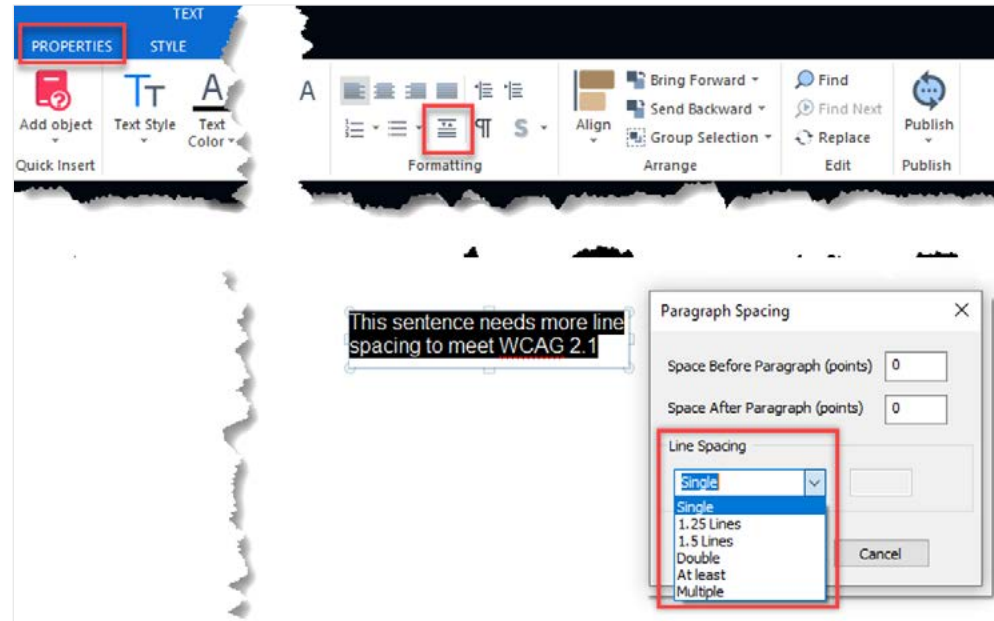 TEXT
PROPERTIES STYLE
Add object
Text Style
Text
Color
Quick Insert
A
Formatting
Align
Bring Forward
Send Backward
Group Selection
Arrange
Find
Find Next
Replace
Edit
Publish
Publish
This sentence needs more line
spacing to meet WCAG 2.1
Paragraph Spacing
Space Before Paragraph (points) 0
Space After Paragraph (points) 0
Line Spacing
Single
Single
1.25 Lines
1.5 Lines
Double
At least
Multiple
Cancel